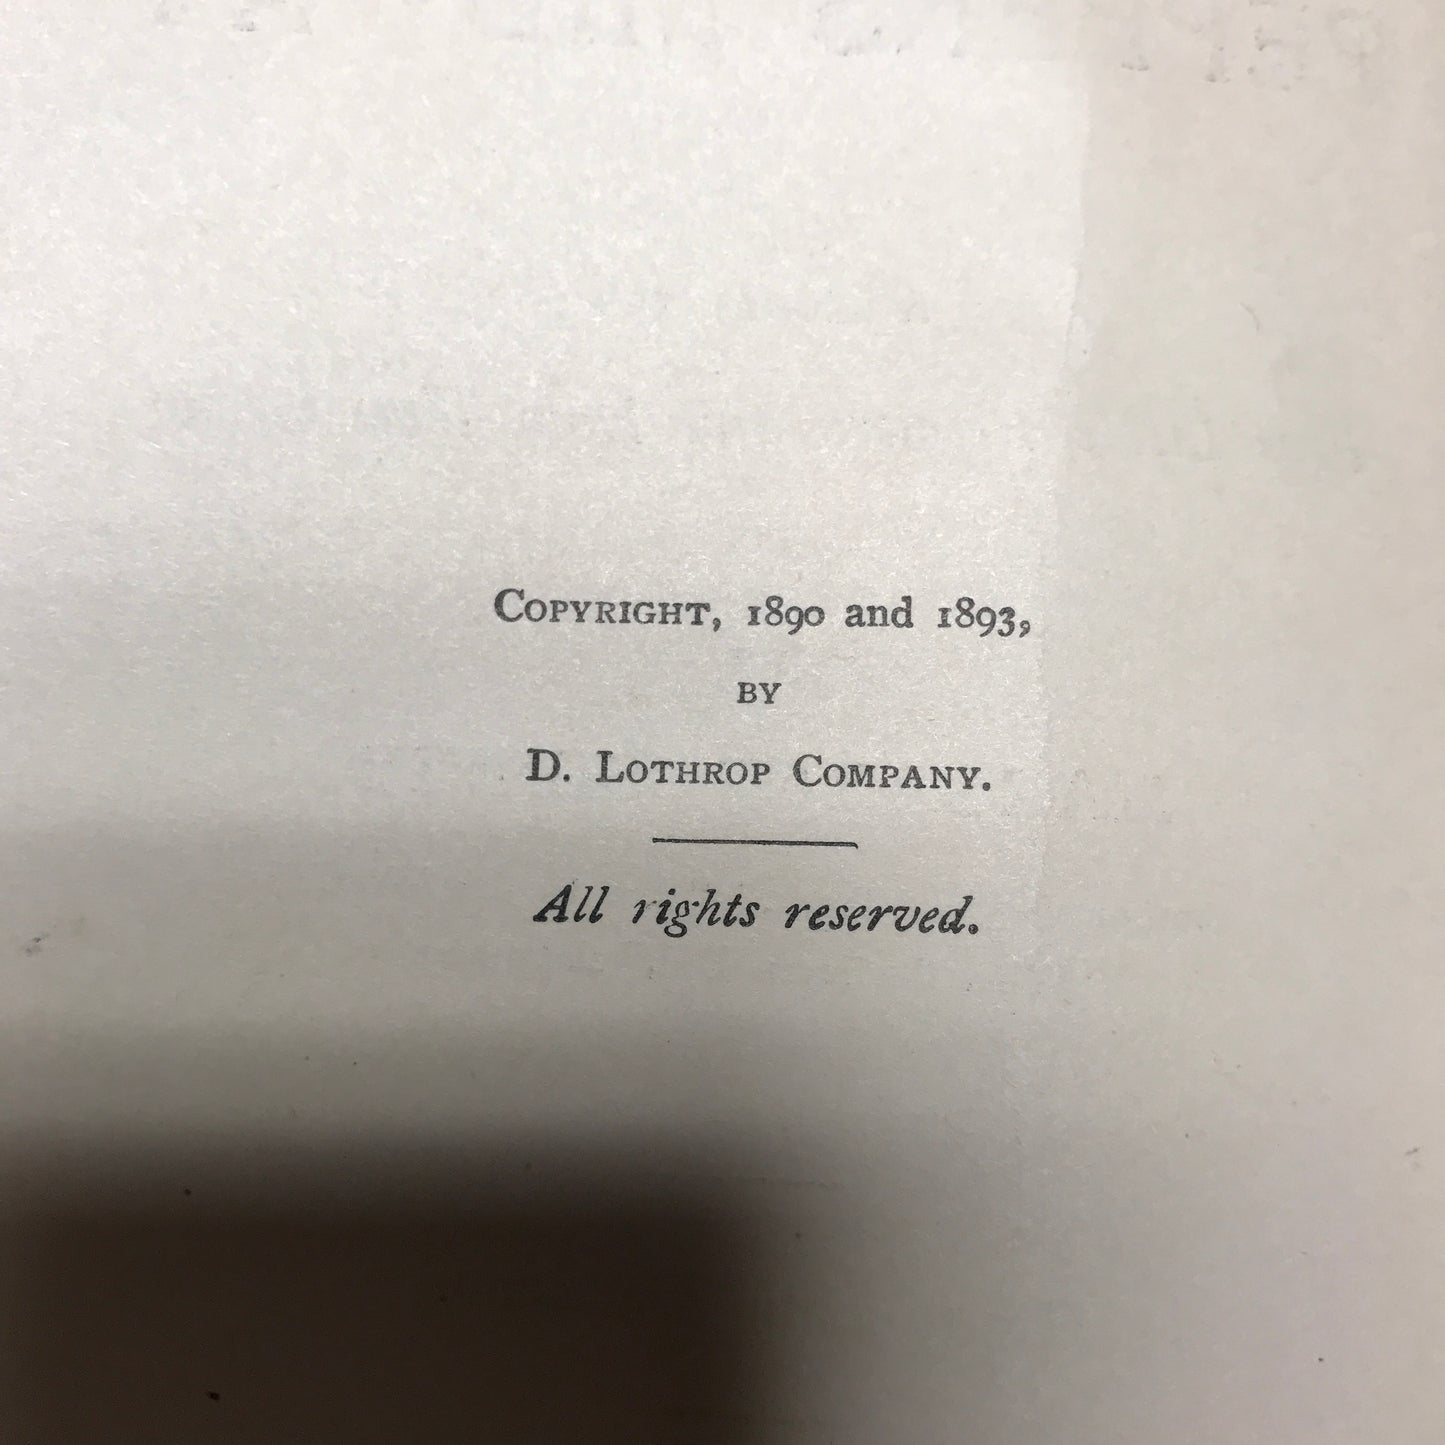 COPYRIGHT, 1890 and 1893,
BY
D. LOTHROP COMPANY.
All rights reserved.